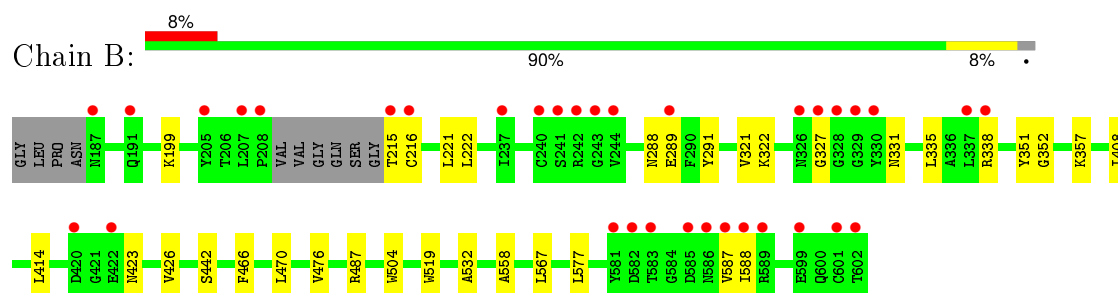 8%
Chain B:
90% 8% •
GLY LEU PRO ASN N187 Q191 K199 Y205 T206 L207 P208 VAL VAL GLY GLN SER GLY T215 C216 L221 L222 I237 C240 S241 R242 G243 V244 N288 E289 F290 Y291 V321 K322 N326 G327 G328 G329 Y330 N331 L335 A336 L337 R338 Y351 G352 K357
L414 D420 G421 E422 N423 V426 S442 F466 L470 V476 R487 W504 W519 A532 A558 L567 L577 Y581 D582 T583 G584 D585 N586 V587 I588 R589 E599 Q600 C601 T602